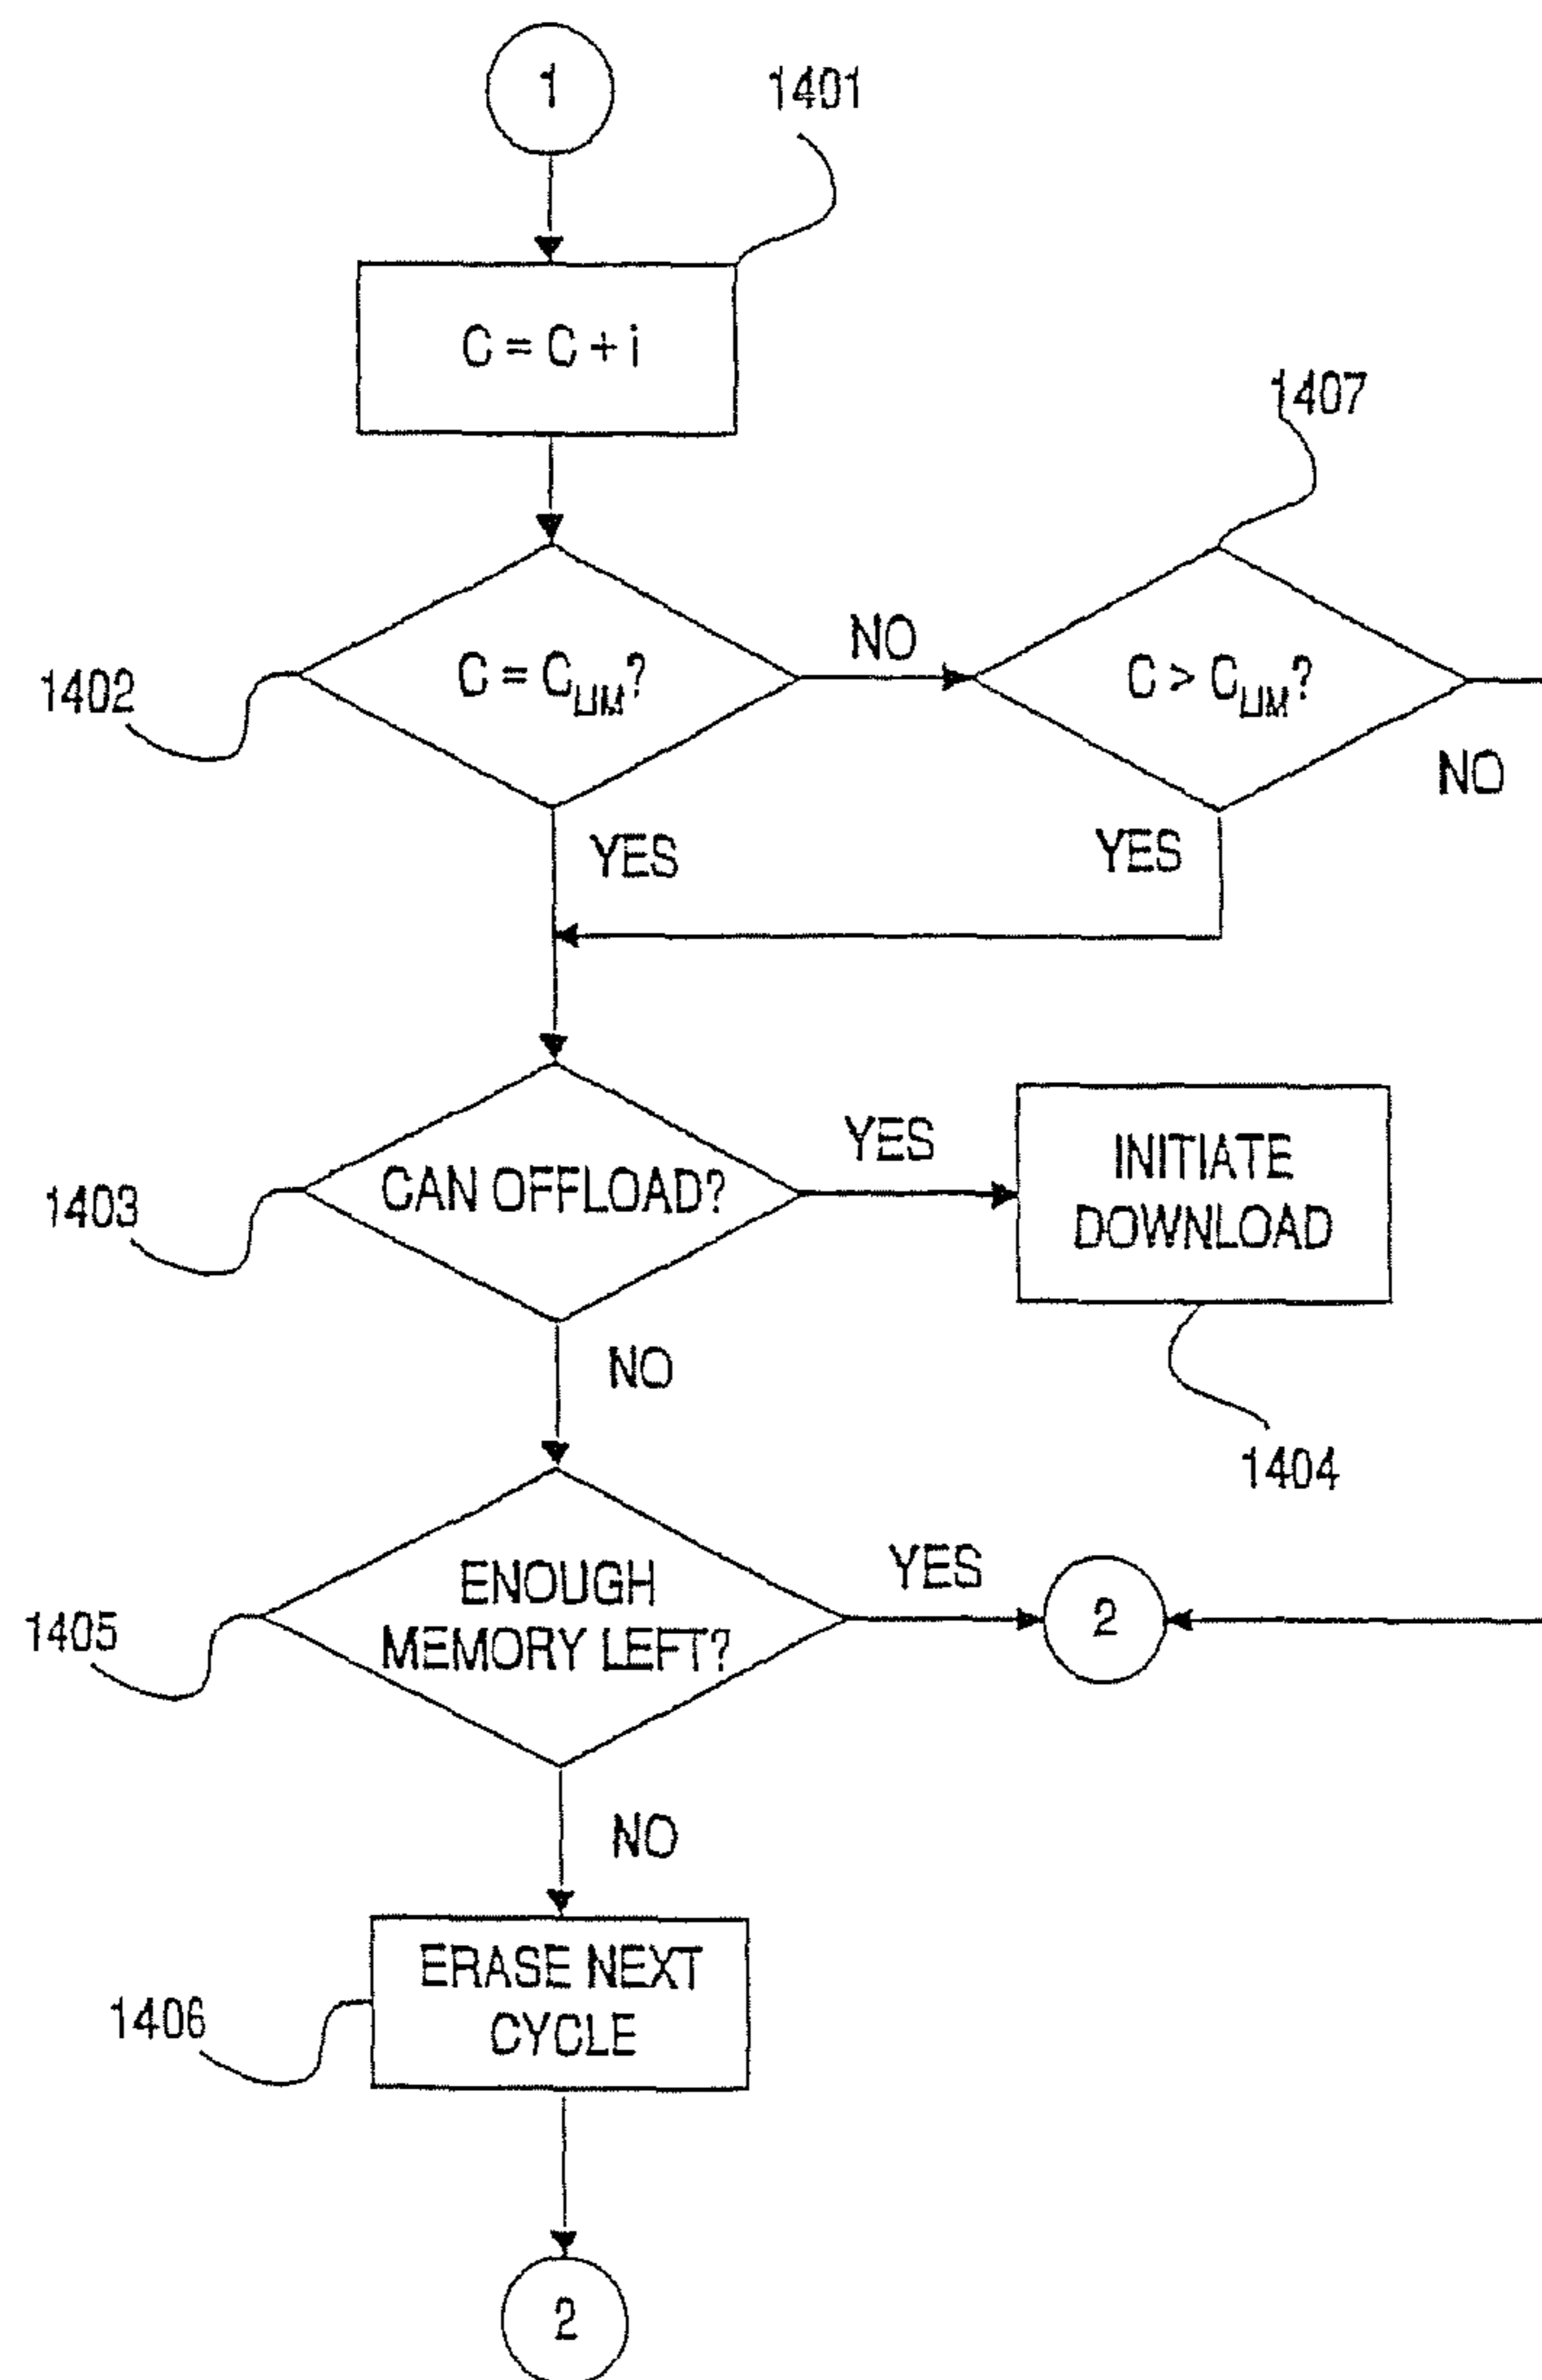 1
1401
C = C + i
1407
C = C_LIM?
NO
C > C_LIM?
1402
NO
YES
YES
CAN OFFLOAD?
YES
INITIATE
DOWNLOAD
1403
NO
1404
ENOUGH
MEMORY LEFT?
YES
2
1405
NO
ERASE NEXT
CYCLE
1406
2